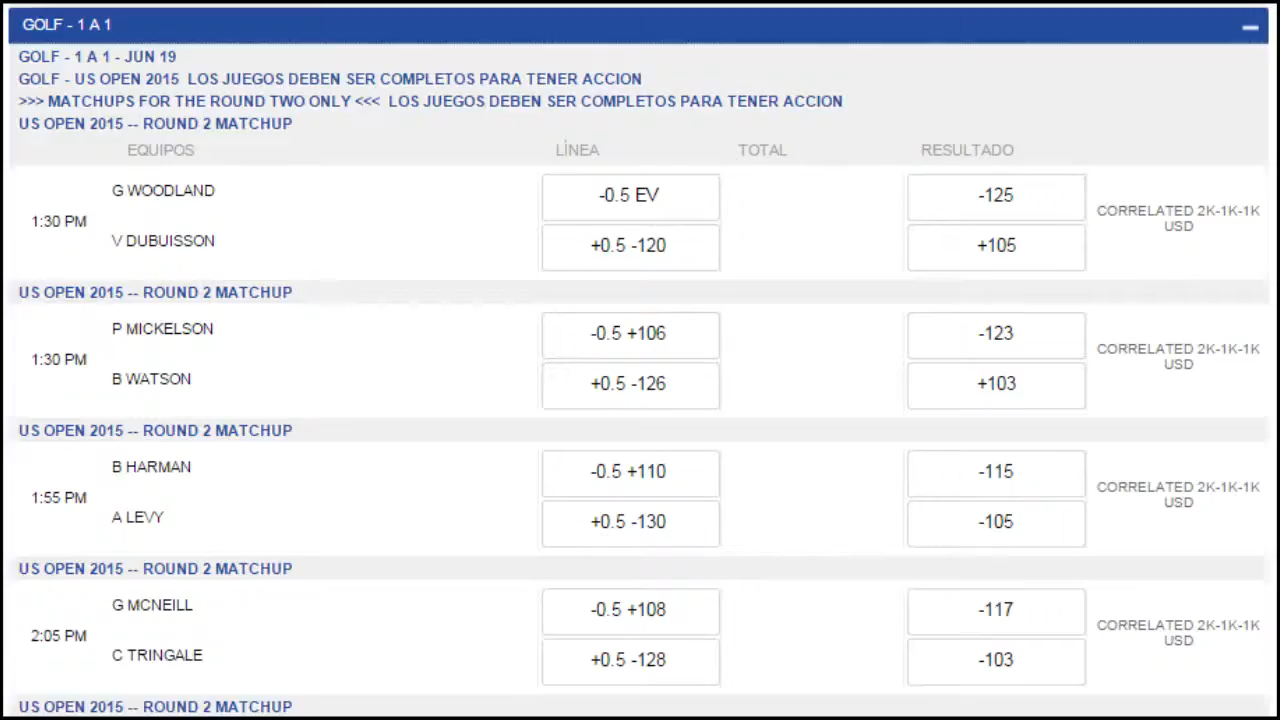 GOLF - 1 A 1
GOLF - 1 A 1 - JUN 19
GOLF - US OPEN 2015 LOS JUEGOS DEBEN SER COMPLETOS PARA TENER ACCION
>>> MATCHUPS FOR THE ROUND TWO ONLY <<< LOS JUEGOS DEBEN SER COMPLETOS PARA TENER ACCION
US OPEN 2015 -- ROUND 2 MATCHUP
EQUIPOS LÍNEA TOTAL RESULTADO
G WOODLAND -0.5 EV -125
1:30 PM CORRELATED 2K-1K-1K
USD
V DUBUISSON +0.5 -120 +105
US OPEN 2015 -- ROUND 2 MATCHUP
P MICKELSON -0.5 +106 -123
1:30 PM CORRELATED 2K-1K-1K
USD
B WATSON +0.5 -126 +103
US OPEN 2015 -- ROUND 2 MATCHUP
B HARMAN -0.5 +110 -115
1:55 PM CORRELATED 2K-1K-1K
USD
A LEVY +0.5 -130 -105
US OPEN 2015 -- ROUND 2 MATCHUP
G MCNEILL -0.5 +108 -117
2:05 PM CORRELATED 2K-1K-1K
USD
C TRINGALE +0.5 -128 -103
US OPEN 2015 -- ROUND 2 MATCHUP